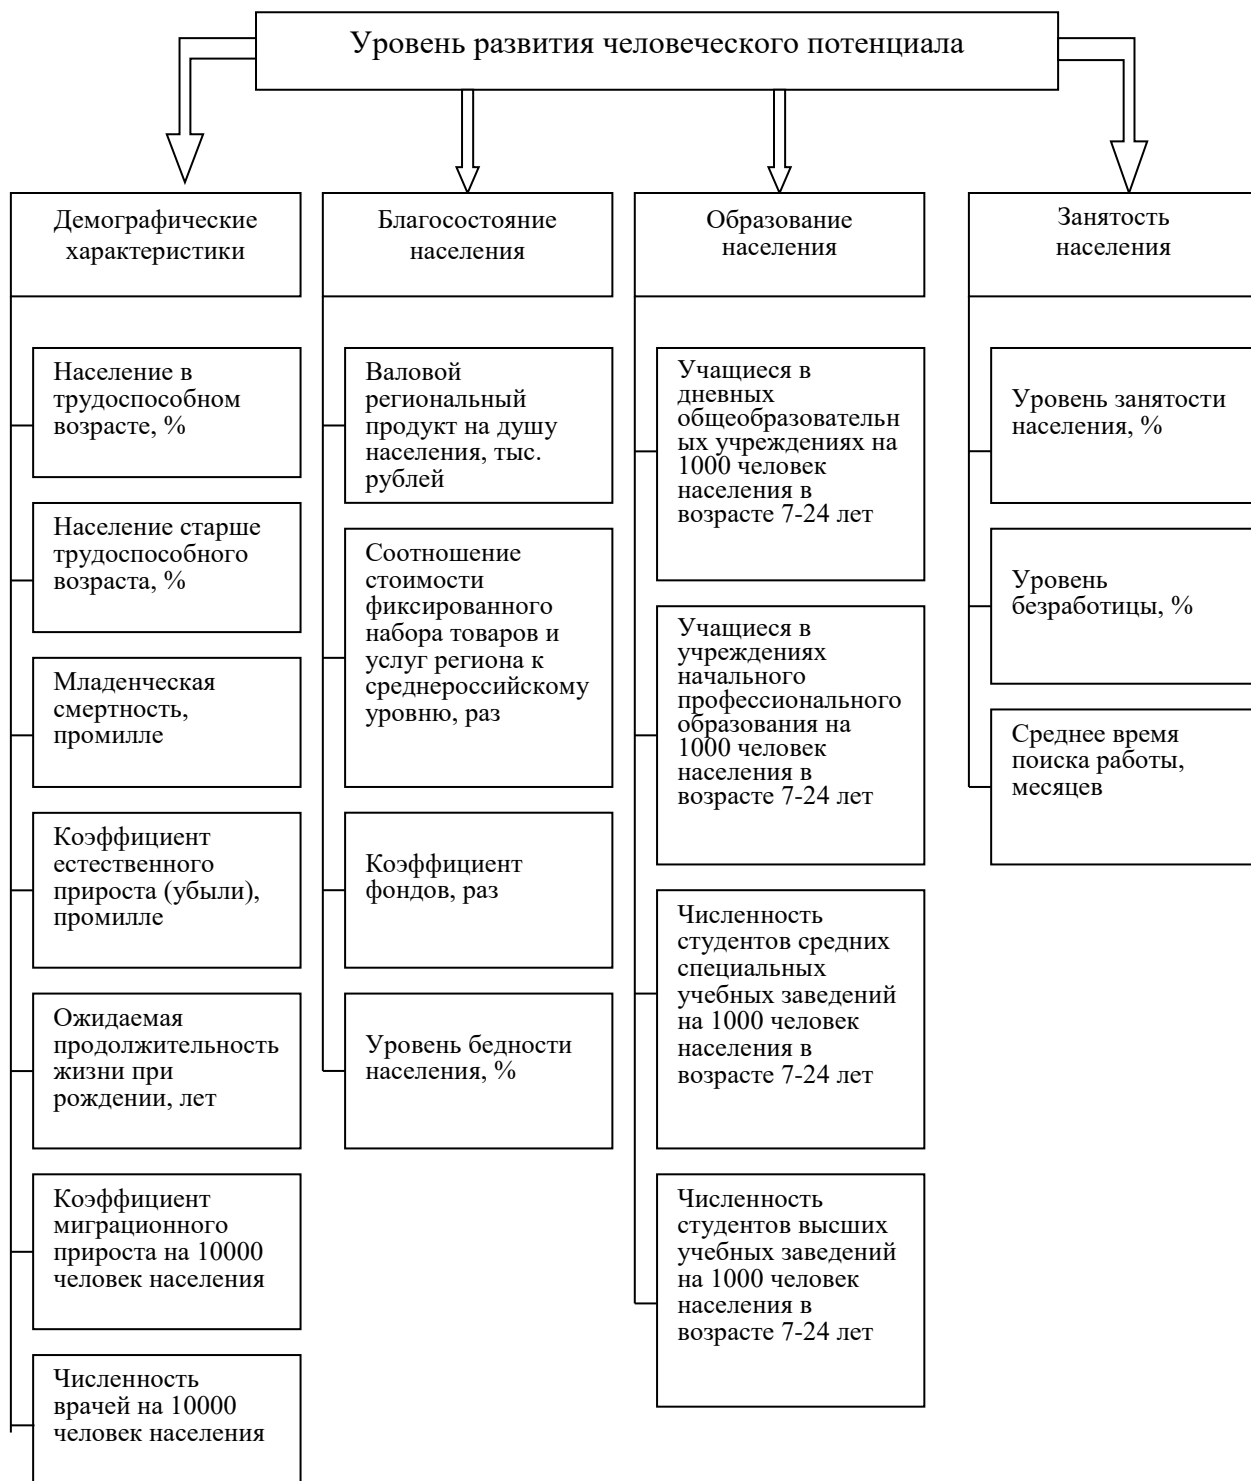 Уровень развития человеческого потенциала
Демографические
характеристики
Население в
трудоспособном
возрасте, %
Население старше
трудоспособного
возраста, %
Младенческая
смертность,
промилле
Коэффициент
естественного
прироста (убыли),
промилле
Ожидаемая
продолжительность
жизни при
рождении, лет
Коэффициент
миграционного
прироста на 10000
человек населения
Численность
врачей на 10000
человек населения
Благосостояние
населения
Валовой
региональный
продукт на душу
населения, тыс.
рублей
Соотношение
стоимости
фиксированного
набора товаров и
услуг региона к
среднероссийскому
уровню, раз
Коэффициент
фондов, раз
Уровень бедности
населения, %
Образование
населения
Учащиеся в
дневных
общеобразовательн
ых учреждениях на
1000 человек
населения в
возрасте 7-24 лет
Учащиеся в
учреждениях
начального
профессионального
образования на
1000 человек
населения в
возрасте 7-24 лет
Численность
студентов средних
специальных
учебных заведений
на 1000 человек
населения в
возрасте 7-24 лет
Численность
студентов высших
учебных заведений
на 1000 человек
населения в
возрасте 7-24 лет
Занятость
населения
Уровень занятости
населения, %
Уровень
безработицы, %
Среднее время
поиска работы,
месяцев